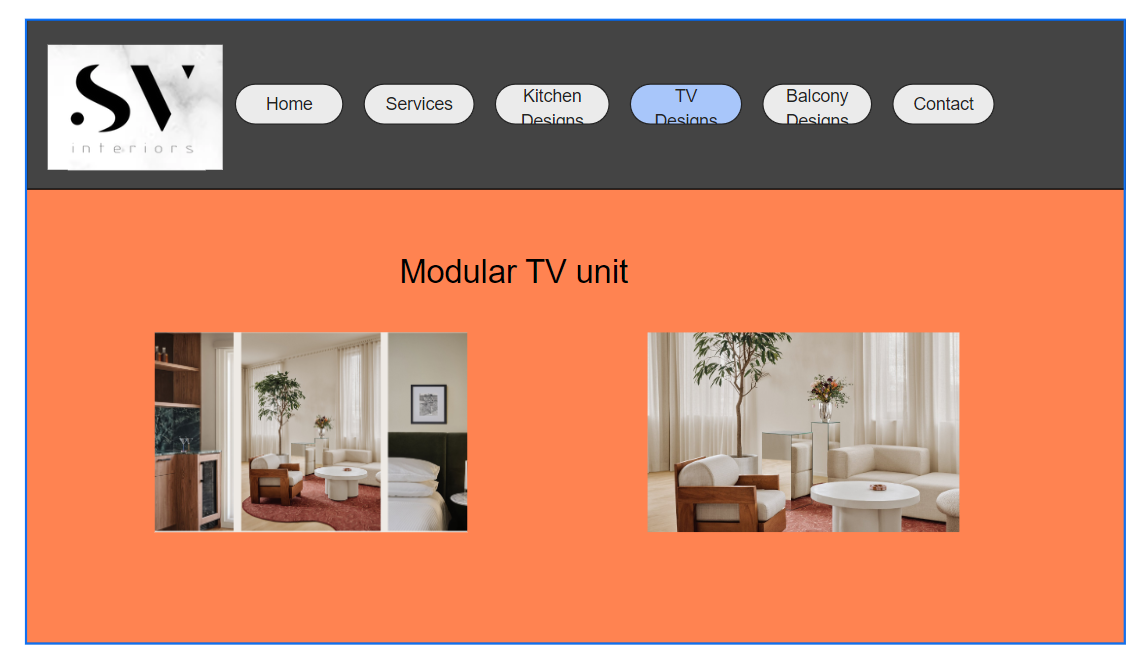 .SV
interiors
Home
Services
Kitchen
Designs
TV
Designs
Balcony
Designs
Contact
Modular TV unit